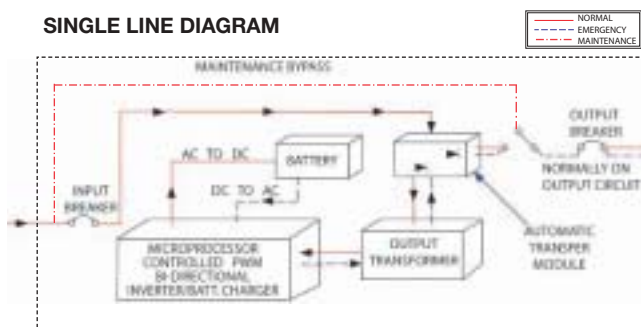 SINGLE LINE DIAGRAM
NORMAL
EMERGENCY
MAINTENANCE
MAINTENANCE BYPASS
OUTPUT
BREAKER
AC TO DC
BATTERY
DC TO AC
INPUT
BREAKER
NORMALLY ON
OUTPUT CIRCUIT
AUTOMATIC
TRANSFER
MODULE
MICROPROCESSOR
CONTROLLED PWM
BI-DIRECTIONAL
INVERTER/BATT. CHARGER
OUTPUT
TRANSFORMER